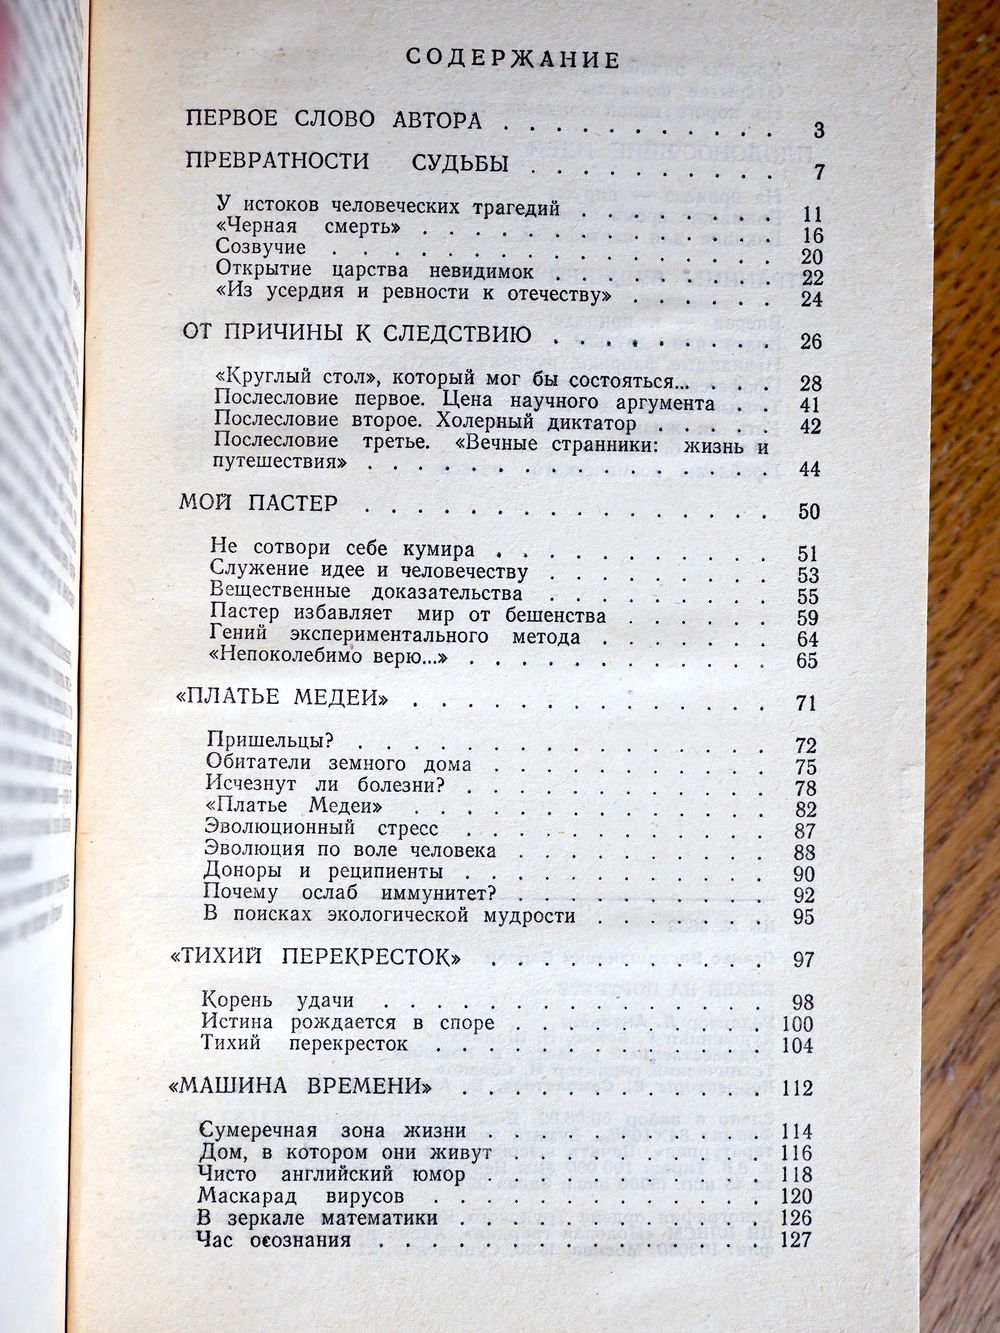 СОДЕРЖАНИЕ
ПЕРВОЕ СЛОВО АВТОРА . . . . . . . . . . . . 3
ПРЕВРАТНОСТИ СУДЬБЫ . . . . . . . . . . . 7
У истоков человеческих трагедий . . . . . . . . 11
«Черная смерть» . . . . . . . . . . . . . 16
Созвучие . . . . . . . . . . . . . . . . 20
Открытие царства невидимок . . . . . . . . . 22
«Из усердия и ревности к отечеству» . . . . . . 24
ОТ ПРИЧИНЫ К СЛЕДСТВИЮ . . . . . . . . . 26
«Круглый стол», который мог бы состояться... . . . . 28
Послесловие первое. Цена научного аргумента . . 41
Послесловие второе. Холерный диктатор . . . . . 42
Послесловие третье. «Вечные странники: жизнь и
путешествия» . . . . . . . . . . . . . . . 44
МОЙ ПАСТЕР . . . . . . . . . . . . . . . . 50
Не сотвори себе кумира . . . . . . . . . . . 51
Служение идее и человечеству . . . . . . . . . 53
Вещественные доказательства . . . . . . . . . 55
Пастер избавляет мир от бешенства . . . . . . 59
Гений экспериментального метода . . . . . . . 64
«Непоколебимо верю...» . . . . . . . . . . . . 65
«ПЛАТЬЕ МЕДЕИ» . . . . . . . . . . . . . . 71
Пришельцы? . . . . . . . . . . . . . . . . 72
Обитатели земного дома . . . . . . . . . . . 75
Исчезнут ли болезни? . . . . . . . . . . . . 78
«Платье Медеи» . . . . . . . . . . . . . . 82
Эволюционный стресс . . . . . . . . . . . . 87
Эволюция по воле человека . . . . . . . . . . 88
Доноры и реципиенты . . . . . . . . . . . . 90
Почему ослаб иммунитет? . . . . . . . . . . 92
В поисках экологической мудрости . . . . . . . 95
«ТИХИЙ ПЕРЕКРЕСТОК» . . . . . . . . . . . 97
Корень удачи . . . . . . . . . . . . . . . 98
Истина рождается в споре . . . . . . . . . . 100
Тихий перекресток . . . . . . . . . . . . . 104
«МАШИНА ВРЕМЕНИ» . . . . . . . . . . . . 112
Сумеречная зона жизни . . . . . . . . . . . 114
Дом, в котором они живут . . . . . . . . . . 116
Чисто английский юмор . . . . . . . . . . . 118
Маскарад вирусов . . . . . . . . . . . . . 120
В зеркале математики . . . . . . . . . . . . 126
Час осознания . . . . . . . . . . . . . . . 127